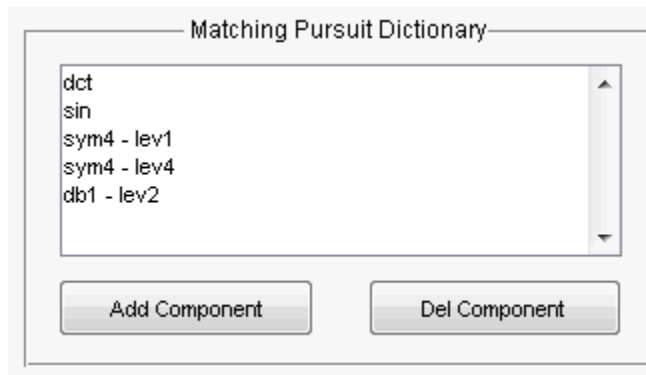 Matching Pursuit Dictionary
dct
sin
sym4 - lev1
sym4 - lev4
db1 - lev2
Add Component
Del Component